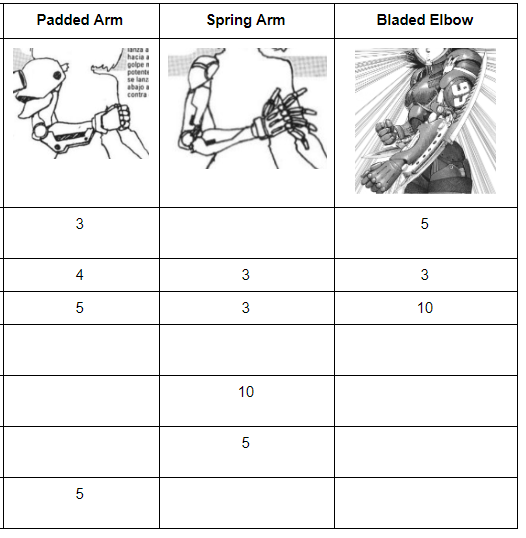 Padded Arm Spring Arm Bladed Elbow
lanza a
hacia a
golpe
potente
se lanz
abajo a
contra
3 5
4 3 3
5 3 10
10
5
5